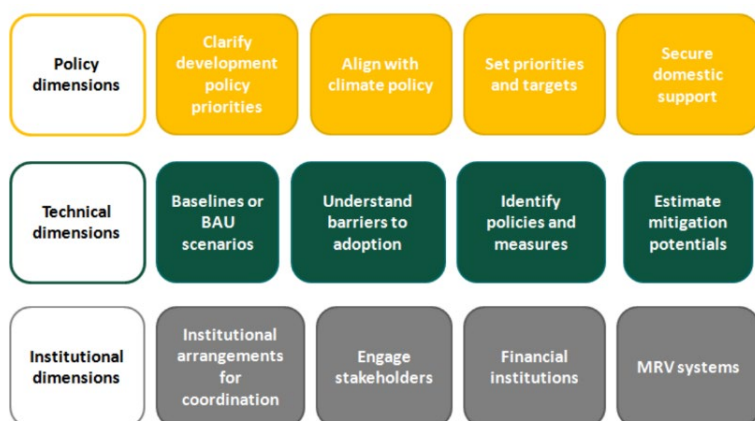 Policy
dimensions
Clarify
development
policy
priorities
Align with
climate policy
Set priorities
and targets
Secure
domestic
support
Technical
dimensions
Baselines or
BAU
scenarios
Understand
barriers to
adoption
Identify
policies and
measures
Estimate
mitigation
potentials
Institutional
dimensions
Institutional
arrangements
for
coordination
Engage
stakeholders
Financial
institutions
MRV systems